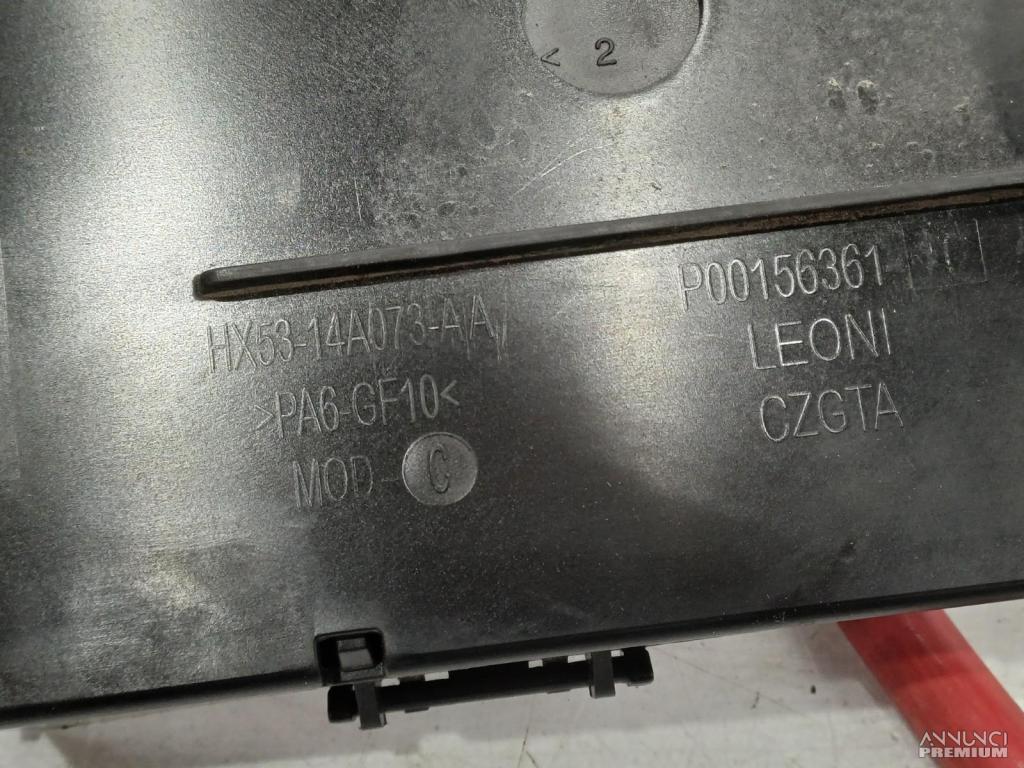 < 2
HX53-14A073-AA
>PA6-GF10<
MOD- C
P00156361
LEONI
CZGTA
ANNUNCI
PREMIUM